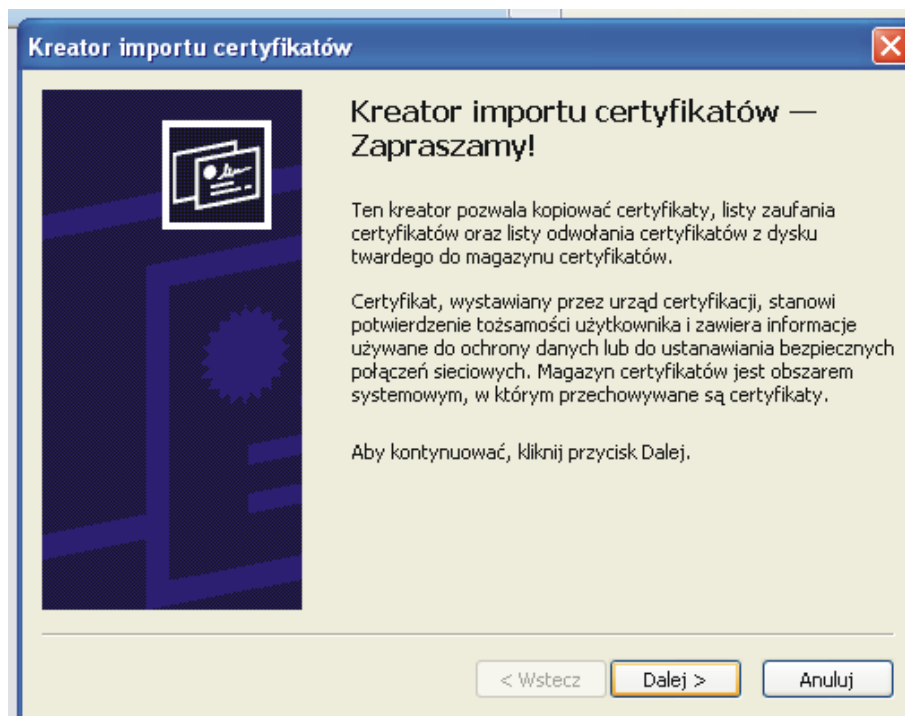 Kreator importu certyfikatów
Kreator importu certyfikatów —
Zapraszamy!
Ten kreator pozwala kopiować certyfikaty, listy zaufania
certyfikatów oraz listy odwołania certyfikatów z dysku
twardego do magazynu certyfikatów.
Certyfikat, wystawiany przez urząd certyfikacji, stanowi
potwierdzenie tożsamości użytkownika i zawiera informacje
używane do ochrony danych lub do ustanawiania bezpiecznych
połączeń sieciowych. Magazyn certyfikatów jest obszarem
systemowym, w którym przechowywane są certyfikaty.
Aby kontynuować, kliknij przycisk Dalej.
< Wstecz
Dalej >
Anuluj